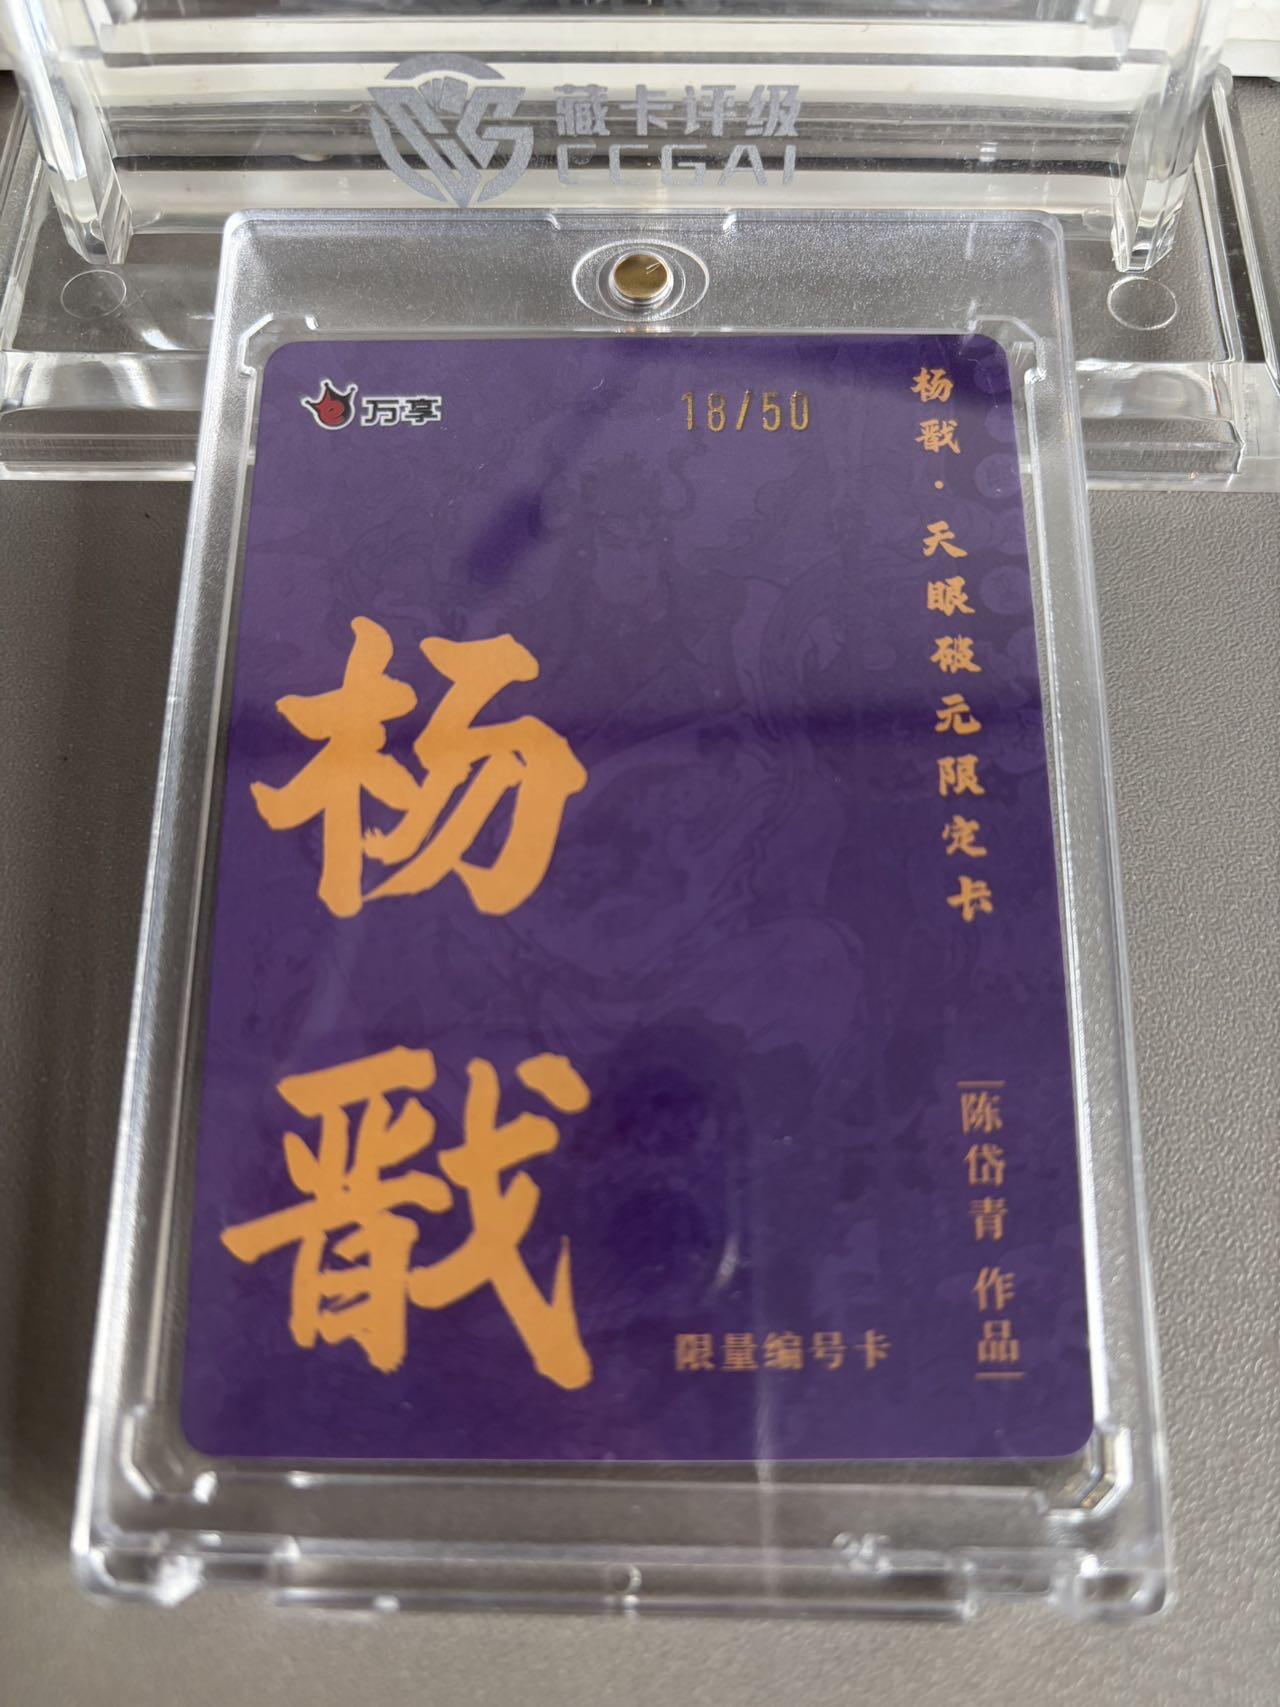 藏卡评级
CCGAI
万享
18/50
杨戬·天眼破元限定卡
杨戬
陈岱青 作品
限量编号卡